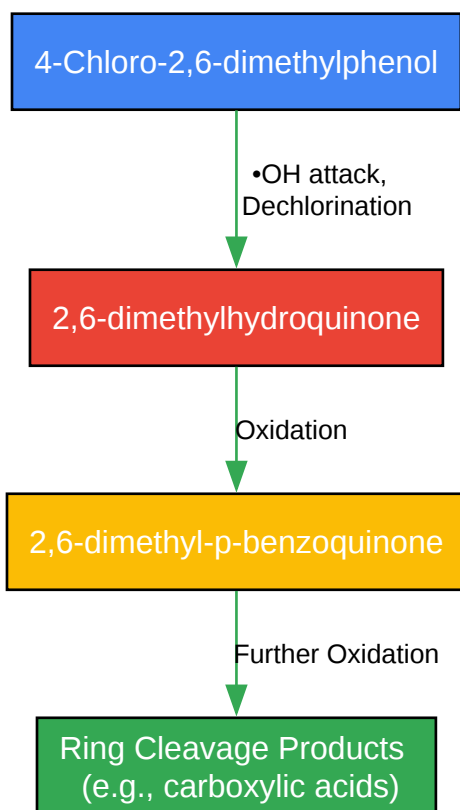 4-Chloro-2,6-dimethylphenol
•OH attack,
Dechlorination
2,6-dimethylhydroquinone
Oxidation
2,6-dimethyl-p-benzoquinone
Further Oxidation
Ring Cleavage Products
(e.g., carboxylic acids)